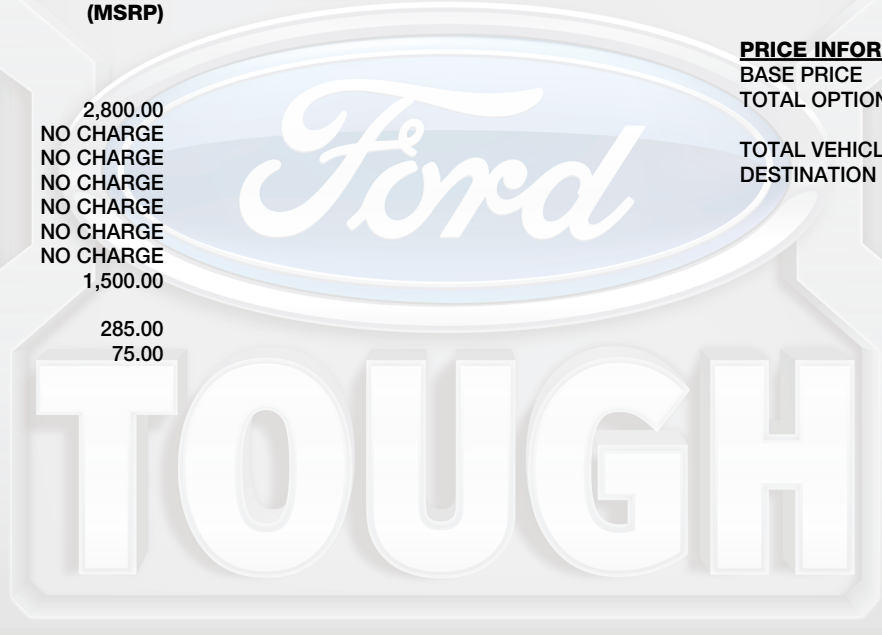 (MSRP)
2,800.00
NO CHARGE
NO CHARGE
NO CHARGE
NO CHARGE
NO CHARGE
NO CHARGE
1,500.00
285.00
75.00
PRICE INFOR
BASE PRICE
TOTAL OPTION
TOTAL VEHICL
DESTINATION
Ford
TOUGH